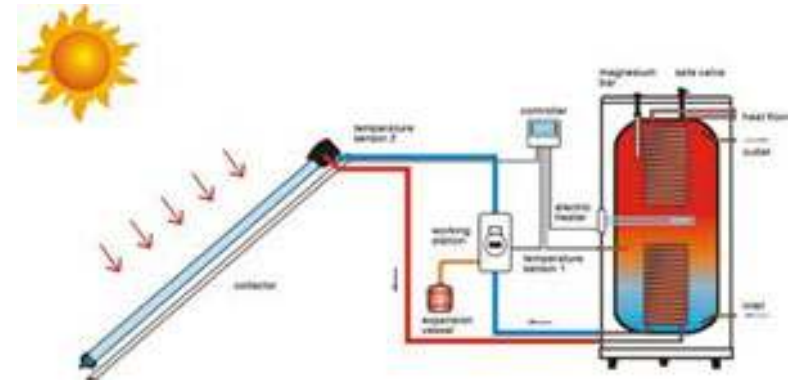 magnesium
bar
safe valve
controller
temperature
sensor 2
heat flow
outlet
electric
heater
working
station
temperature
sensor 1
collector
expansion
vessel
inlet